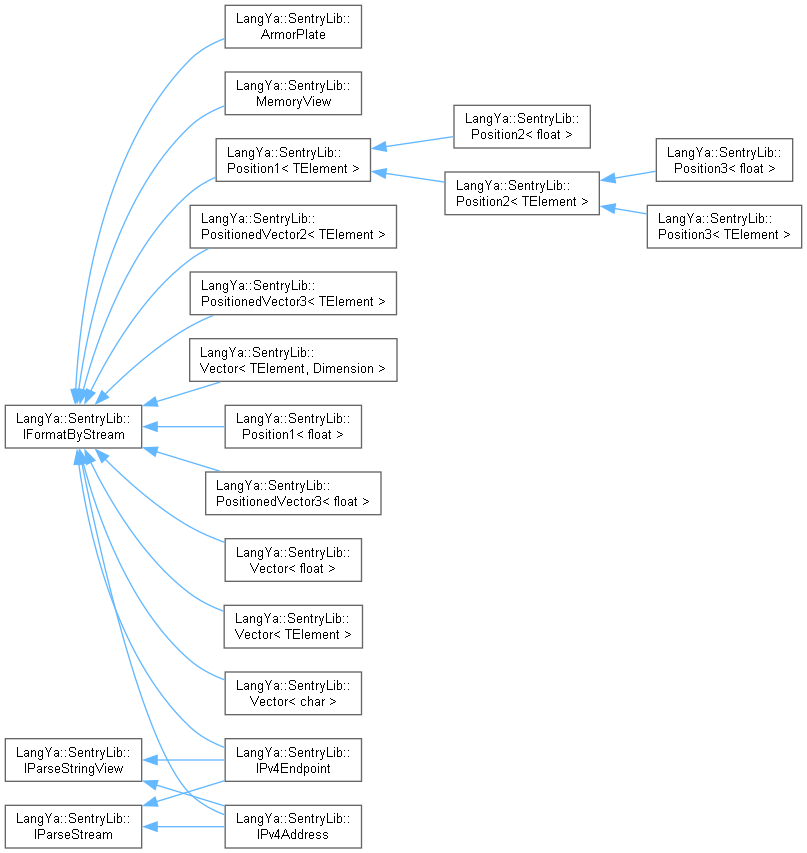 LangYa::SentryLib::
ArmorPlate
LangYa::SentryLib::
MemoryView
LangYa::SentryLib::
Position2< float >
LangYa::SentryLib::
Position1< TElement >
LangYa::SentryLib::
Position3< float >
LangYa::SentryLib::
Position2< TElement >
LangYa::SentryLib::
PositionedVector2< TElement >
LangYa::SentryLib::
Position3< TElement >
LangYa::SentryLib::
PositionedVector3< TElement >
LangYa::SentryLib::
Vector< TElement, Dimension >
LangYa::SentryLib::
IFormatByStream
LangYa::SentryLib::
Position1< float >
LangYa::SentryLib::
PositionedVector3< float >
LangYa::SentryLib::
Vector< float >
LangYa::SentryLib::
Vector< TElement >
LangYa::SentryLib::
Vector< char >
LangYa::SentryLib::
IParseStringView
LangYa::SentryLib::
IPv4Endpoint
LangYa::SentryLib::
IParseStream
LangYa::SentryLib::
IPv4Address